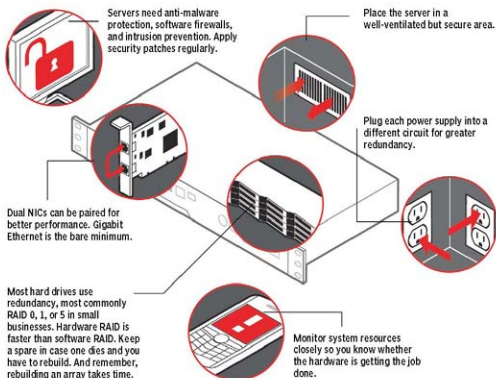 Servers need anti-malware
protection, software firewalls,
and intrusion prevention. Apply
security patches regularly.
Place the server in a
well-ventilated but secure area.
Plug each power supply into a
different circuit for greater
redundancy.
Dual NICs can be paired for
better performance. Gigabit
Ethernet is the bare minimum.
Most hard drives use
redundancy, most commonly
RAID 0, 1, or 5 in small
businesses. Hardware RAID is
faster than software RAID. Keep
a spare in case one dies and you
have to rebuild. And remember,
rebuilding an array takes time.
Monitor system resources
closely so you know whether
the hardware is getting the job
done.